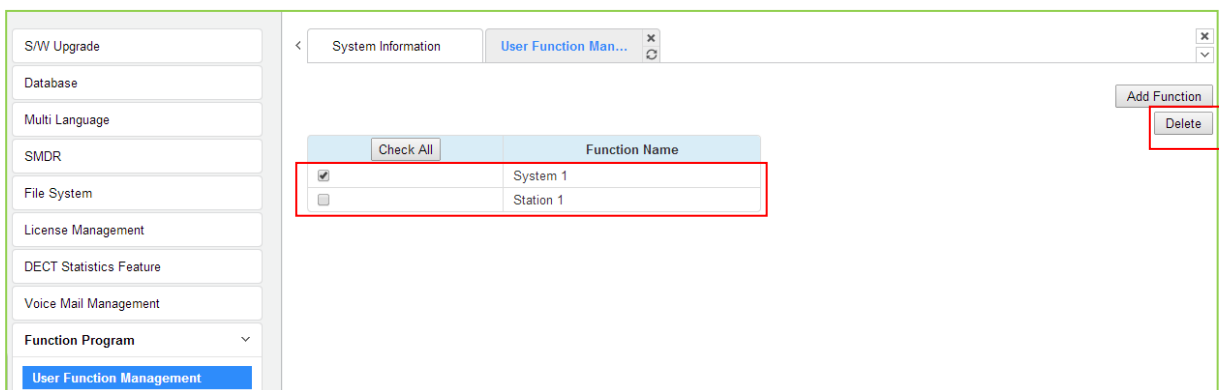 S/W Upgrade
Database
Multi Language
SMDR
File System
License Management
DECT Statistics Feature
Voice Mail Management
Function Program
User Function Management
System Information
User Function Man...
Add Function
Delete
Check All
Function Name
System 1
Station 1